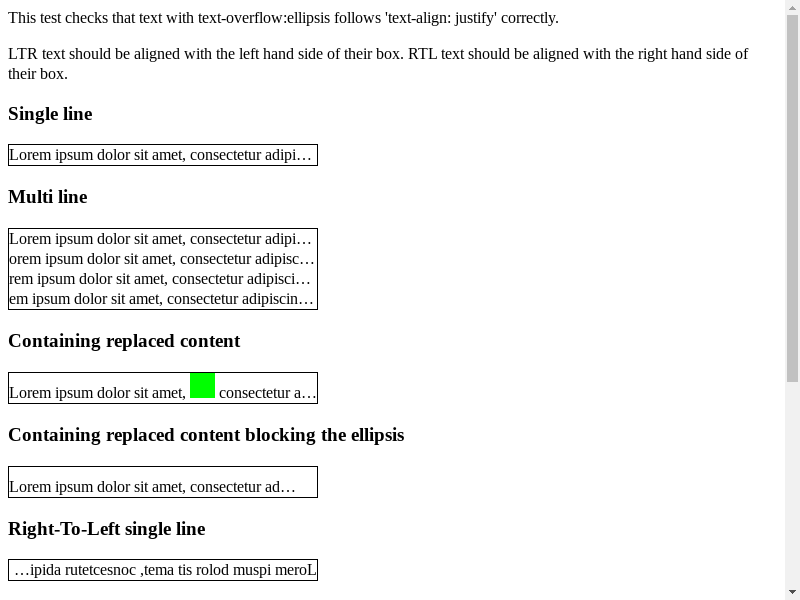 This test checks that text with text-overflow:ellipsis follows 'text-align: justify' correctly.
LTR text should be aligned with the left hand side of their box. RTL text should be aligned with the right hand side of
their box.
Single line
Lorem ipsum dolor sit amet, consectetur adipi…
Multi line
Lorem ipsum dolor sit amet, consectetur adipi…
orem ipsum dolor sit amet, consectetur adipisc…
rem ipsum dolor sit amet, consectetur adipisci…
em ipsum dolor sit amet, consectetur adipiscin…
Containing replaced content
Lorem ipsum dolor sit amet, consectetur a…
Containing replaced content blocking the ellipsis
Lorem ipsum dolor sit amet, consectetur ad…
Right-To-Left single line
…ipida rutetcesnoc ,tema tis rolod muspi meroL